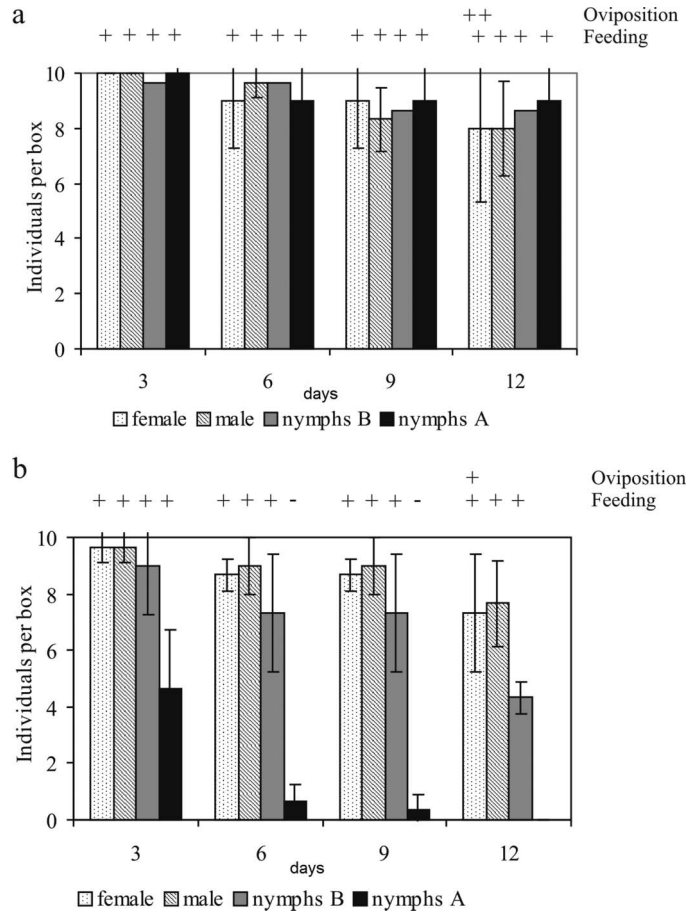 a
++ Oviposition
+ + + + + + + + + + + + + + + + Feeding
10
8
6
4
2
0
Individuals per box
3 6 9 12
days
female male nymphs B nymphs A
b
+ Oviposition
+ + + + + + + - + + + - + + + Feeding
10
8
6
4
2
0
Individuals per box
3 6 9 12
days
female male nymphs B nymphs A